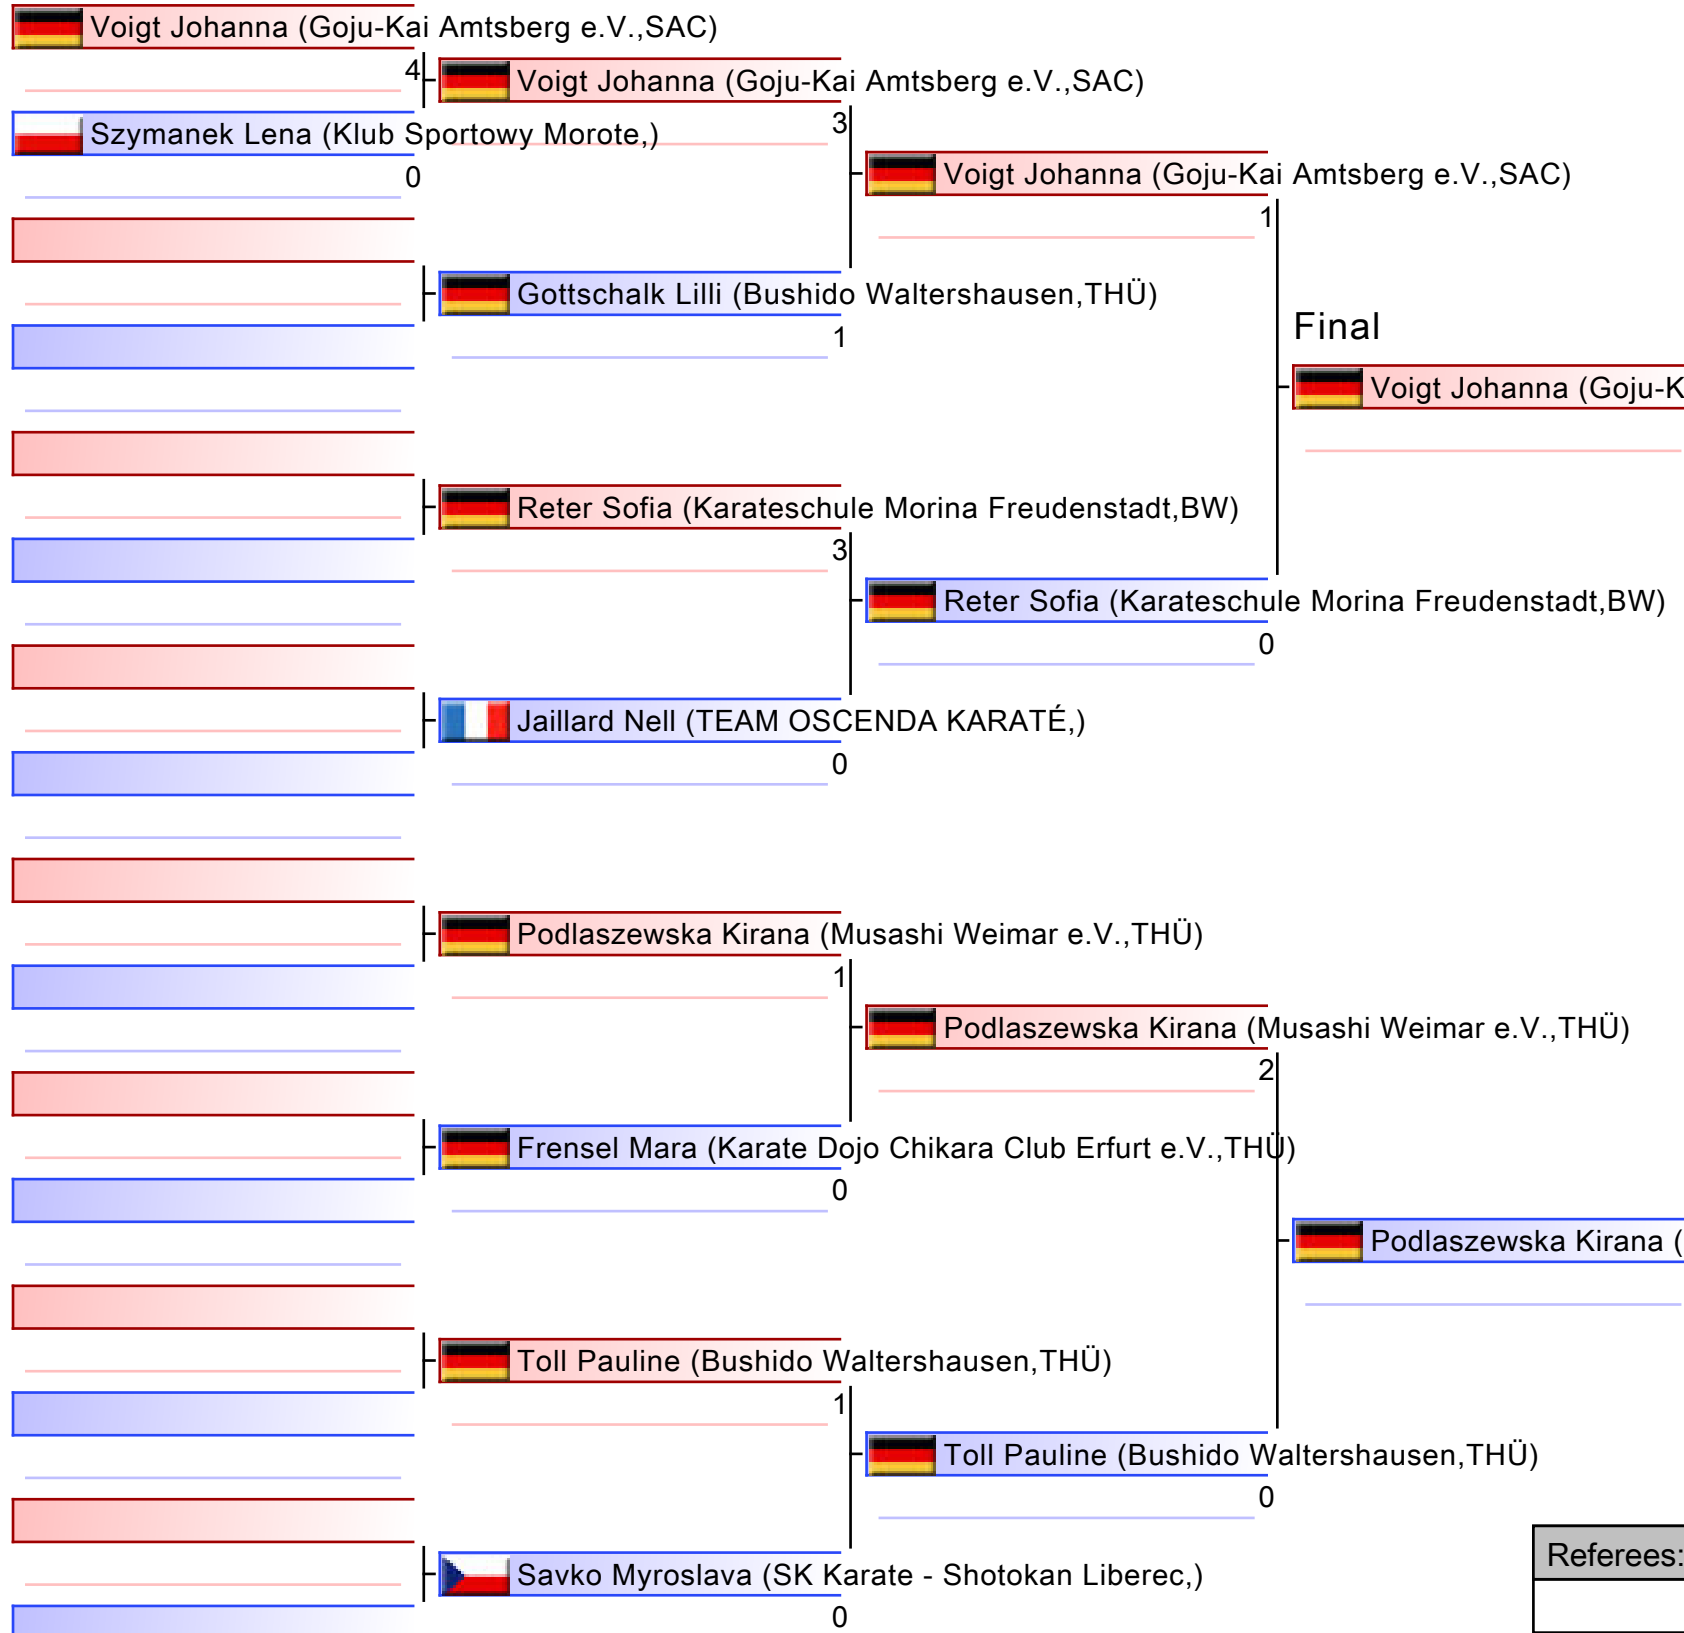 Voigt Johanna (Goju-Kai Amtsberg e.V.,SAC)
4
Voigt Johanna (Goju-Kai Amtsberg e.V.,SAC)
Szymanek Lena (Klub Sportowy Morote,)
3
0
Voigt Johanna (Goju-Kai Amtsberg e.V.,SAC)
1
Gottschalk Lilli (Bushido Waltershausen,THÜ)
1
Final
Voigt Johanna (Goju-K
Reter Sofia (Karateschule Morina Freudenstadt,BW)
3
Reter Sofia (Karateschule Morina Freudenstadt,BW)
0
Jaillard Nell (TEAM OSCENDA KARATÉ,)
0
Podlaszewska Kirana (Musashi Weimar e.V.,THÜ)
1
Podlaszewska Kirana (Musashi Weimar e.V.,THÜ)
2
Frensel Mara (Karate Dojo Chikara Club Erfurt e.V.,THÜ)
0
Podlaszewska Kirana (
Toll Pauline (Bushido Waltershausen,THÜ)
1
Toll Pauline (Bushido Waltershausen,THÜ)
0
Referees:
Savko Myroslava (SK Karate - Shotokan Liberec,)
0